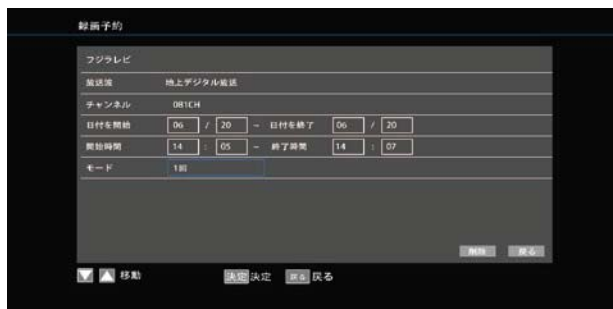 録画予約
フジテレビ
放送波 地上デジタル放送
チャンネル 081CH
日付を開始 06 / 20 ~ 日付を終了 06 / 20
開始時間 14 : 05 ~ 終了時間 14 : 07
モード 1回
削除 戻る
移動 決定 決定 戻る 戻る